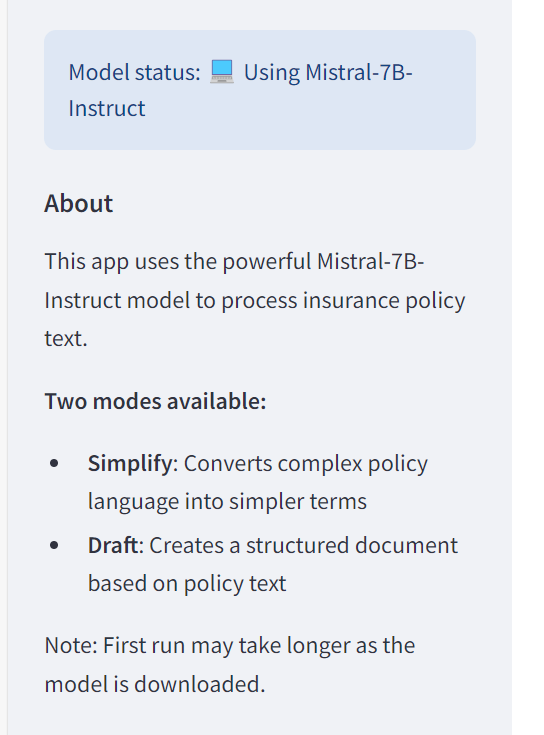 Model status: 💻 Using Mistral-7B-
Instruct
About
This app uses the powerful Mistral-7B-
Instruct model to process insurance policy
text.
Two modes available:
• Simplify: Converts complex policy
language into simpler terms
• Draft: Creates a structured document
based on policy text
Note: First run may take longer as the
model is downloaded.